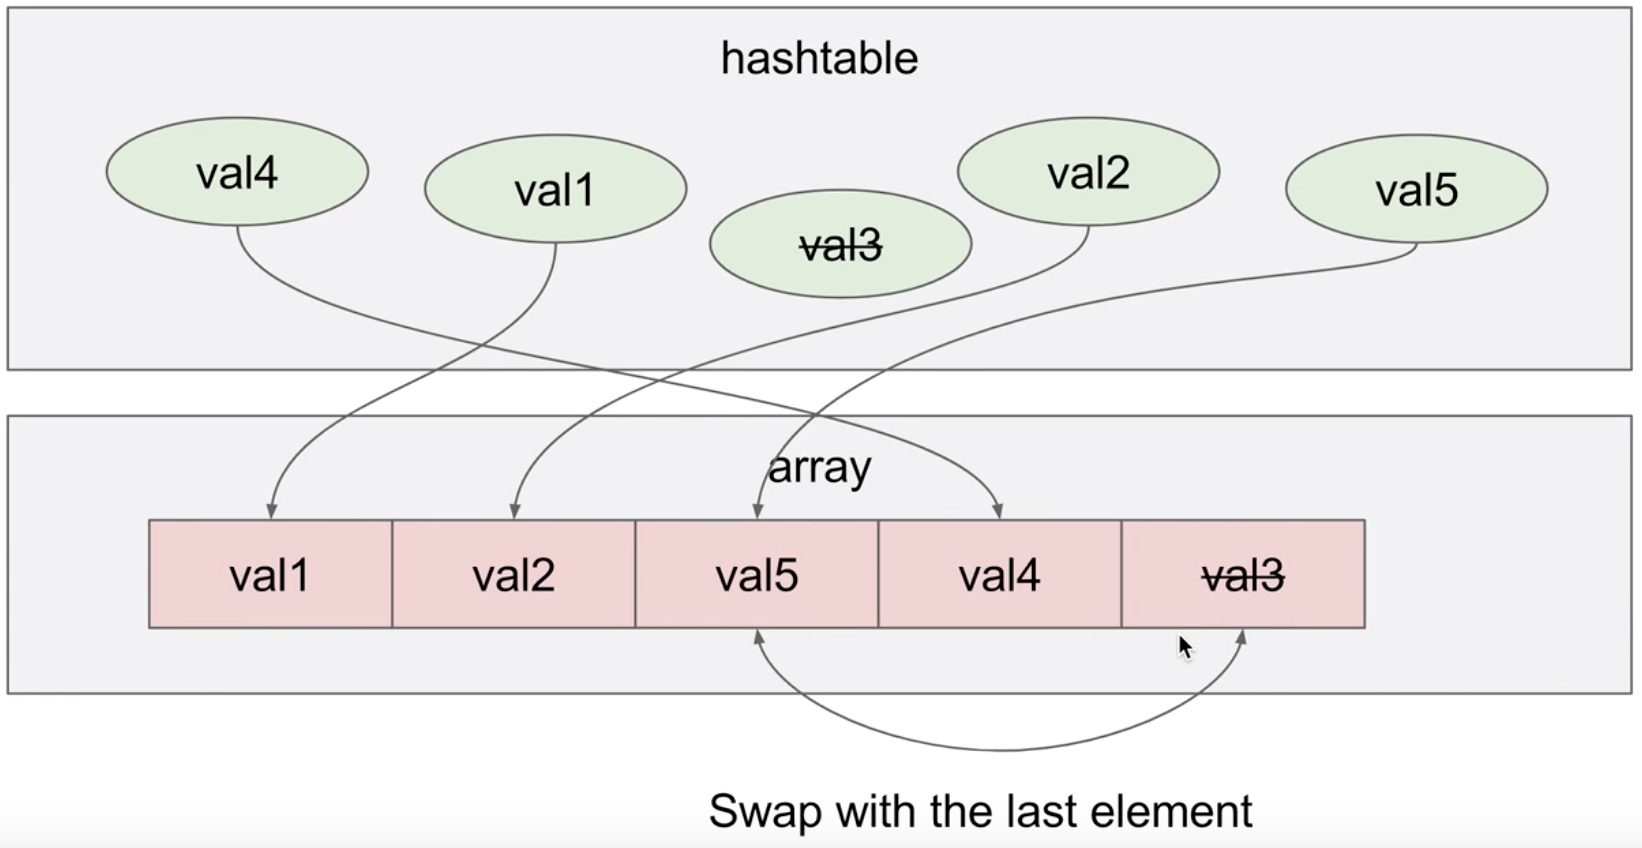 hashtable
val4
val1
val3
val2
val5
array
val1
val2
val5
val4
val3
Swap with the last element